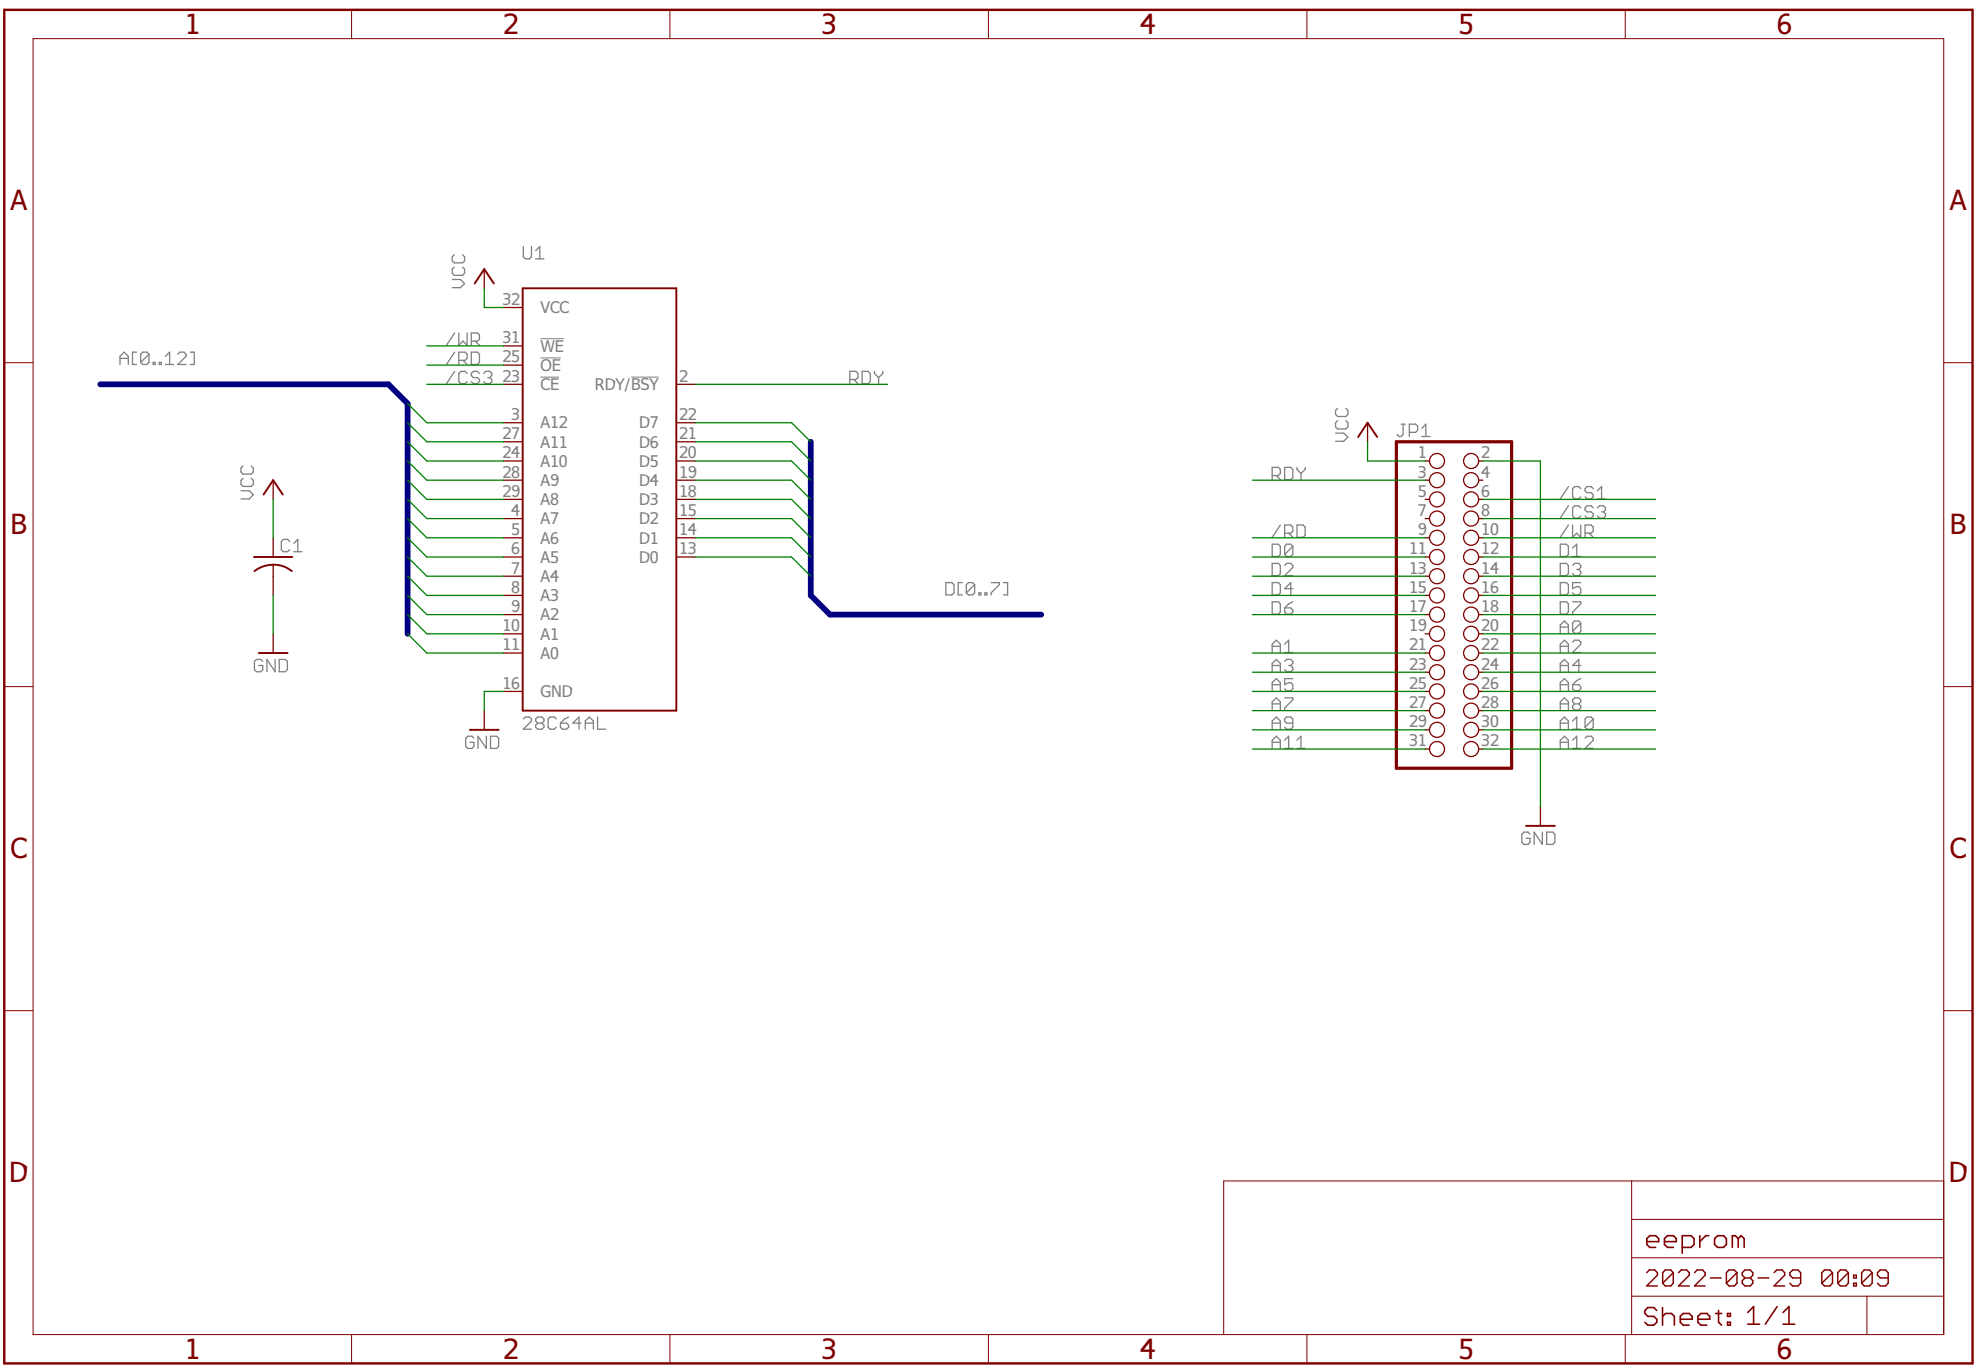 1 2 3 4 5 6
A A
B B
C C
D D
A[0..12]
VCC
C1
GND
U1
VCC
32 VCC
/WR 31 WE
/RD 25 OE
/CS3 23 CE
RDY/BSY 2 RDY
3 A12 D7 22
27 A11 D6 21
24 A10 D5 20
28 A9 D4 19
29 A8 D3 18
4 A7 D2 15
5 A6 D1 14
6 A5 D0 13
7 A4
8 A3
9 A2
10 A1
11 A0
16 GND
GND
28C64AL
D[0..7]
VCC
JP1
1 2
RDY 3 4
5 6 /CS1
7 8 /CS3
/RD 9 10 /WR
D0 11 12 D1
D2 13 14 D3
D4 15 16 D5
D6 17 18 D7
19 20 A0
A1 21 22 A2
A3 23 24 A4
A5 25 26 A6
A7 27 28 A8
A9 29 30 A10
A11 31 32 A12
GND
eeprom
2022-08-29 00:09
Sheet: 1/1
1 2 3 4 5 6